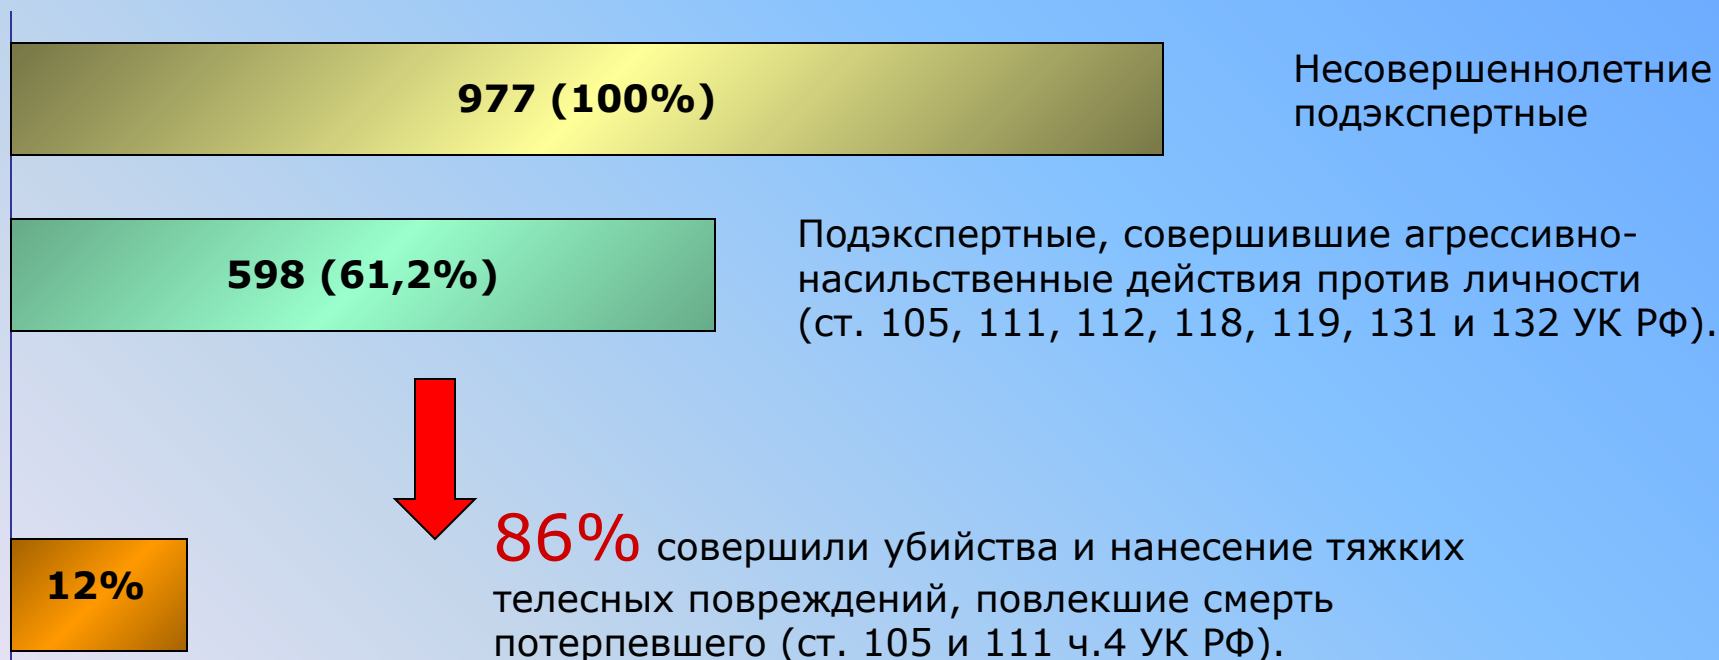 977 (100%)
Несовершеннолетние
подэкспертные
598 (61,2%)
Подэкспертные, совершившие агрессивно-
насильственные действия против личности
(ст. 105, 111, 112, 118, 119, 131 и 132 УК РФ).
12%
86% совершили убийства и нанесение тяжких
телесных повреждений, повлекшие смерть
потерпевшего (ст. 105 и 111 ч.4 УК РФ).